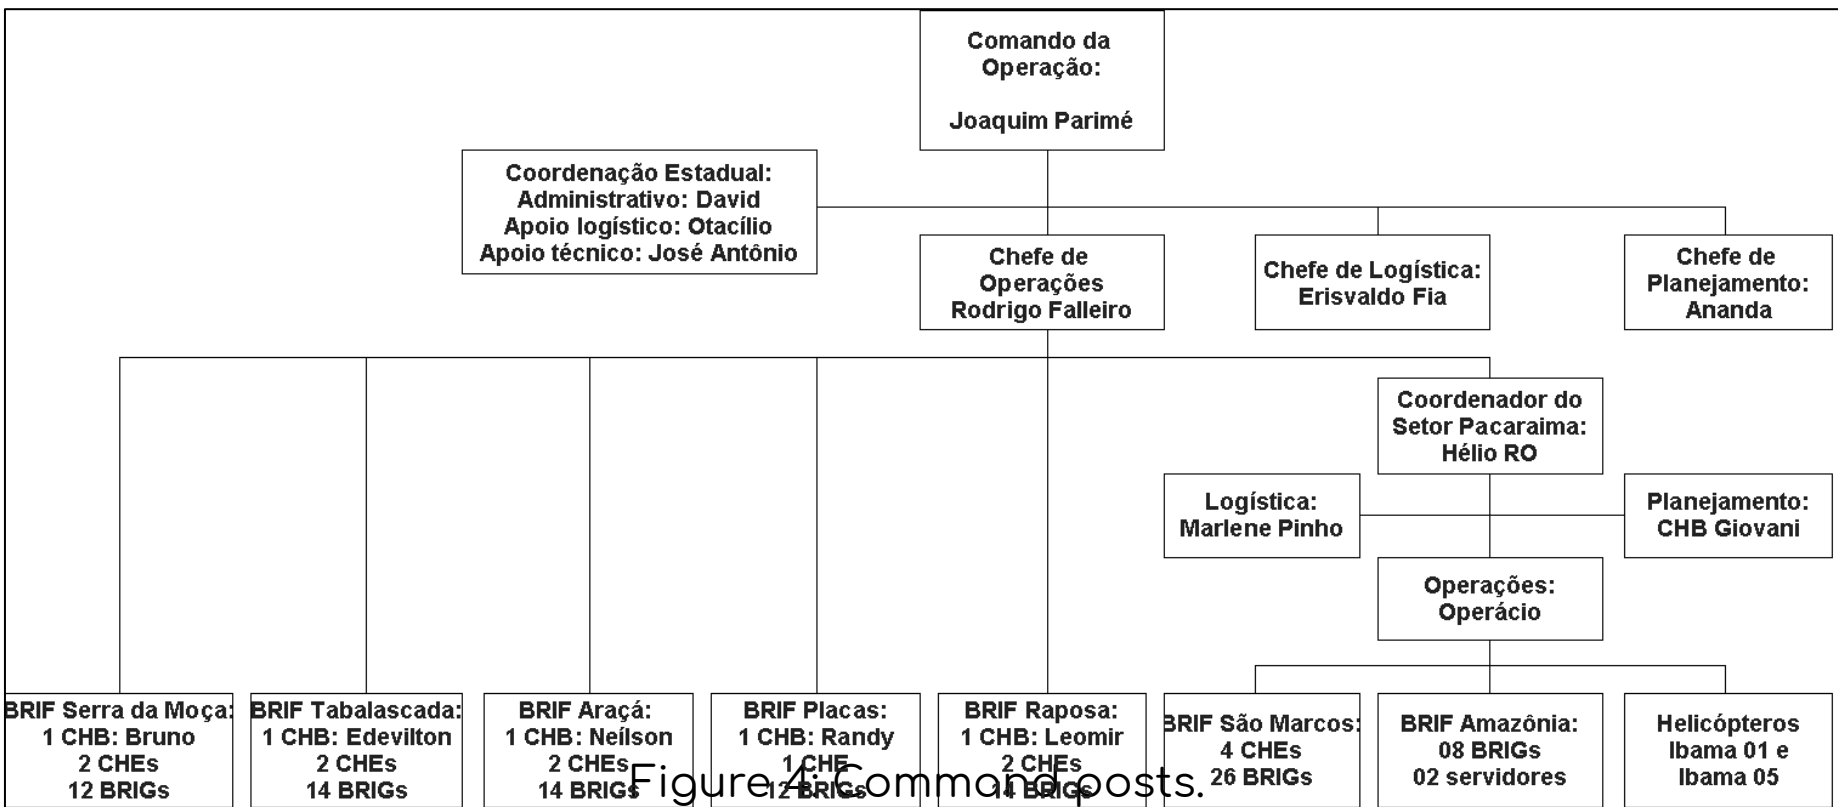 Comando da
Operação:
Joaquim Parimé
Coordenação Estadual:
Administrativo: David
Apoio logístico: Otacílio
Apoio técnico: José Antônio
Chefe de
Operações
Rodrigo Falleiro
Chefe de Logística:
Erisvaldo Fia
Chefe de
Planejamento:
Ananda
Coordenador do
Setor Pacaraima:
Hélio RO
Logística:
Marlene Pinho
Planejamento:
CHB Giovani
Operações:
Operácio
BRIF Serra da Moça:
1 CHB: Bruno
2 CHEs
12 BRIGs
BRIF Tabalascada:
1 CHB: Edevilton
2 CHEs
14 BRIGs
BRIF Araçá:
1 CHB: Neílson
2 CHEs
14 BRIGs
BRIF Placas:
1 CHB: Randy
1 CHE
12 BRIGs
BRIF Raposa:
1 CHB: Leomir
2 CHEs
14 BRIGs
BRIF São Marcos:
4 CHEs
26 BRIGs
BRIF Amazônia:
08 BRIGs
02 servidores
Helicópteros
Ibama 01 e
Ibama 05
Figure 4: Command posts.